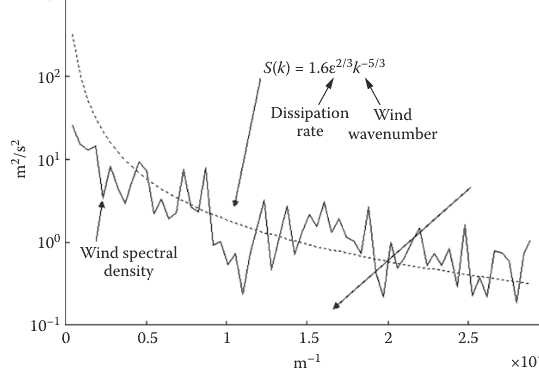 10²
10¹
10⁰
10⁻¹
m²/s²
S(k) = 1.6ε^2/3 k^−5/3
Dissipation
rate
Wind
wavenumber
Wind spectral
density
0
0.5
1
1.5
2
2.5
m⁻¹